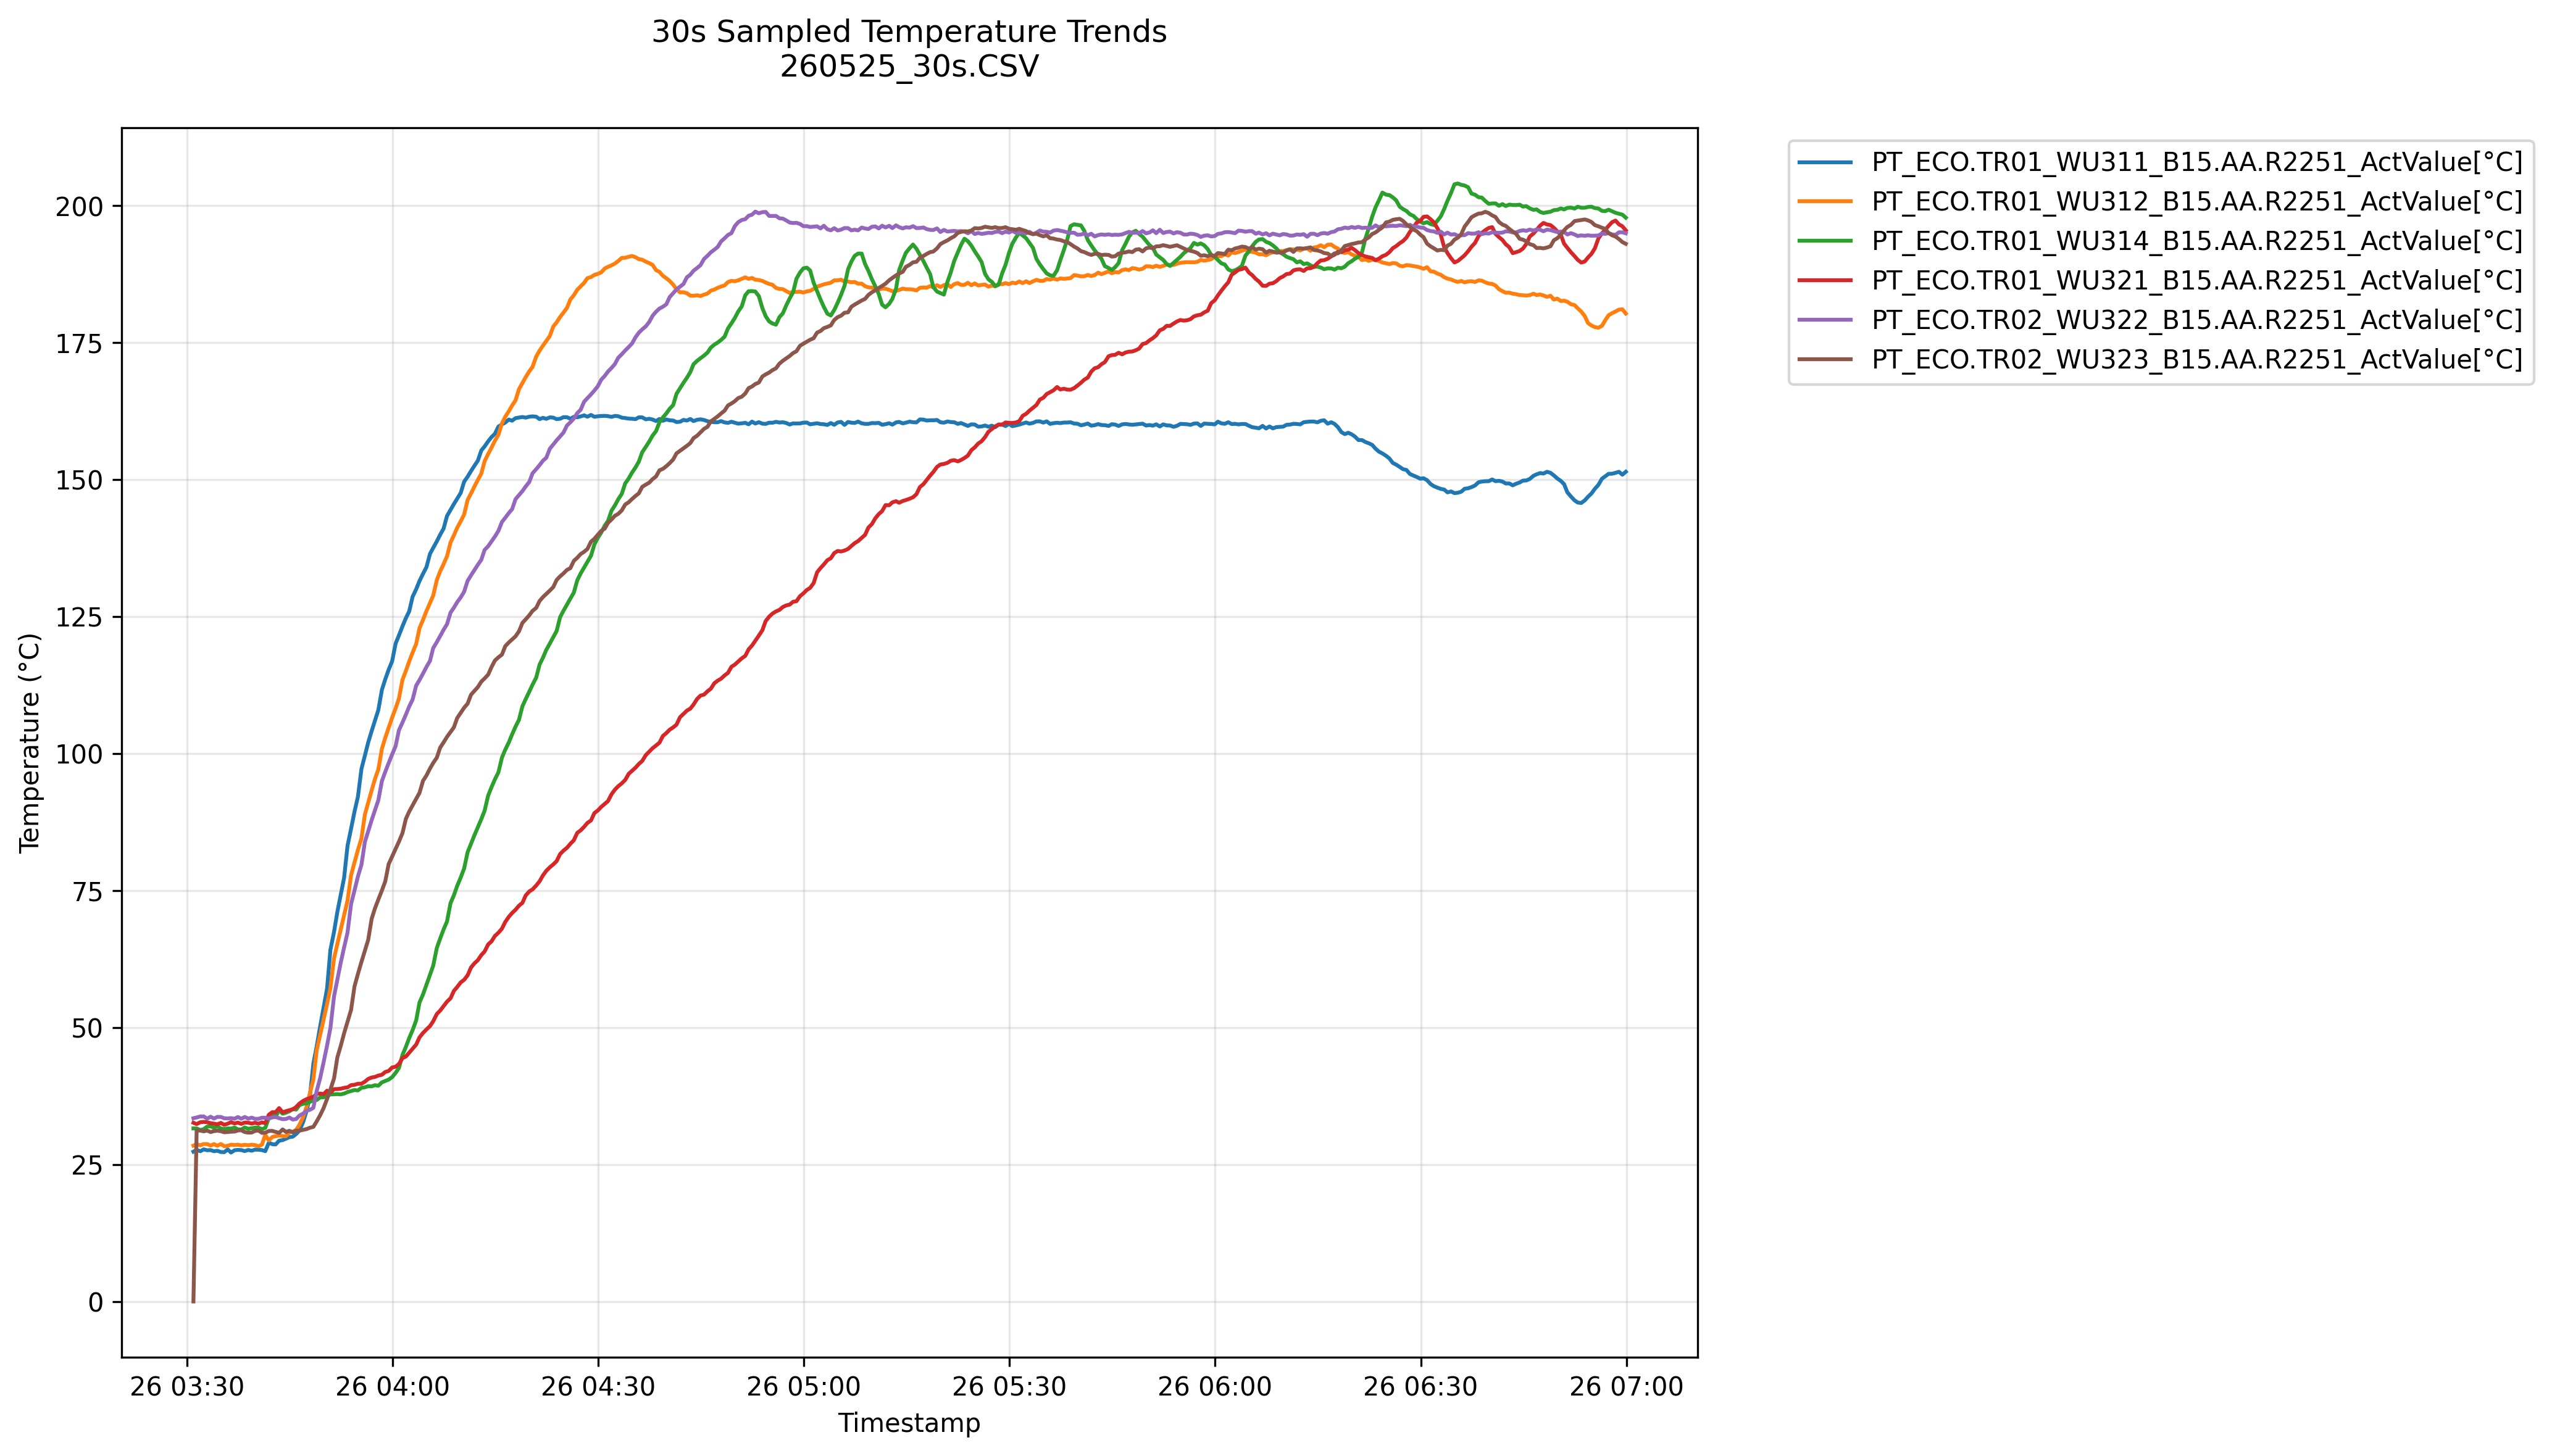 30s Sampled Temperature Trends
260525_30s.CSV
PT_ECO.TR01_WU311_B15.AA.R2251_ActValue[°C]
PT_ECO.TR01_WU312_B15.AA.R2251_ActValue[°C]
PT_ECO.TR01_WU314_B15.AA.R2251_ActValue[°C]
PT_ECO.TR01_WU321_B15.AA.R2251_ActValue[°C]
PT_ECO.TR02_WU322_B15.AA.R2251_ActValue[°C]
PT_ECO.TR02_WU323_B15.AA.R2251_ActValue[°C]
Temperature (°C)
200
175
150
125
100
75
50
25
0
26 03:30 26 04:00 26 04:30 26 05:00 26 05:30 26 06:00 26 06:30 26 07:00
Timestamp